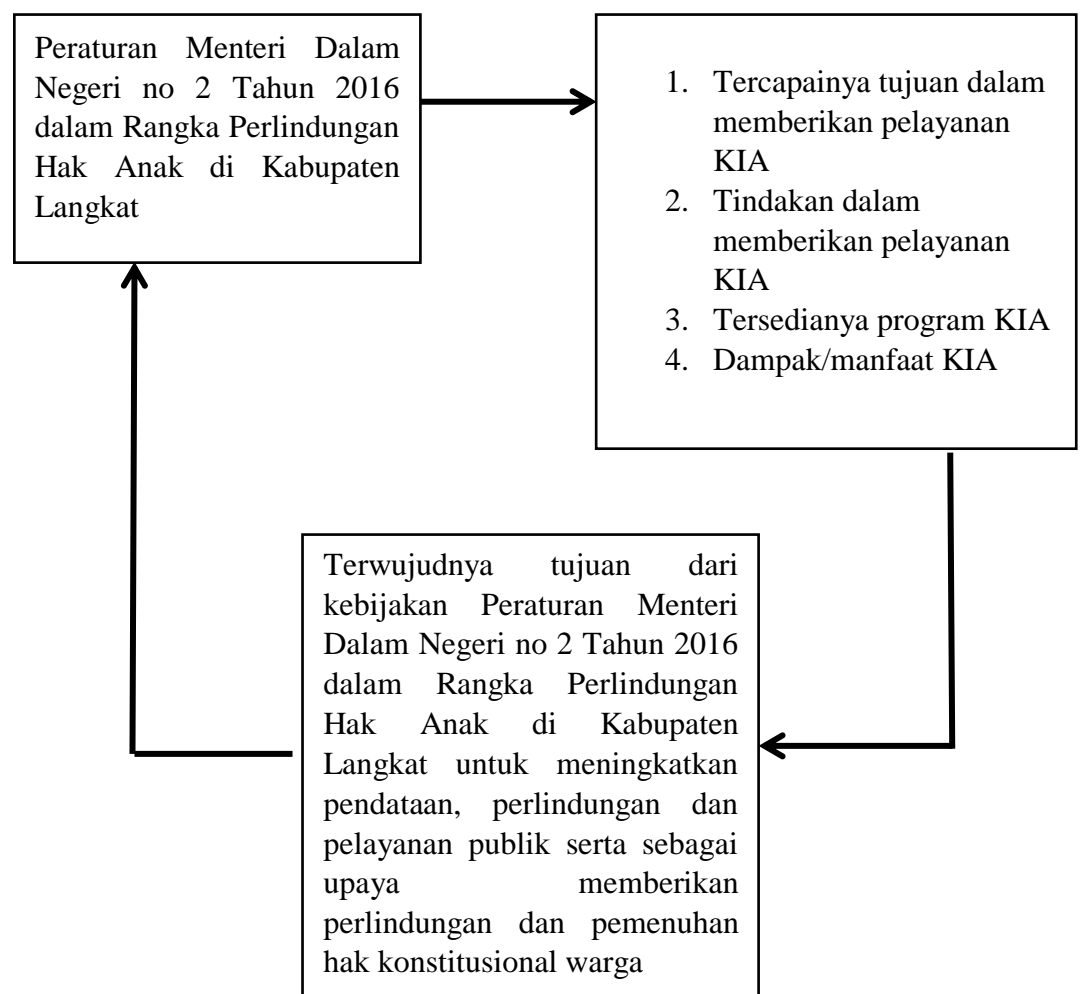 Peraturan Menteri Dalam
Negeri no 2 Tahun 2016
dalam Rangka Perlindungan
Hak Anak di Kabupaten
Langkat
1. Tercapainya tujuan dalam
memberikan pelayanan
KIA
2. Tindakan dalam
memberikan pelayanan
KIA
3. Tersedianya program KIA
4. Dampak/manfaat KIA
Terwujudnya tujuan dari
kebijakan Peraturan Menteri
Dalam Negeri no 2 Tahun 2016
dalam Rangka Perlindungan
Hak Anak di Kabupaten
Langkat untuk meningkatkan
pendataan, perlindungan dan
pelayanan publik serta sebagai
upaya memberikan
perlindungan dan pemenuhan
hak konstitusional warga